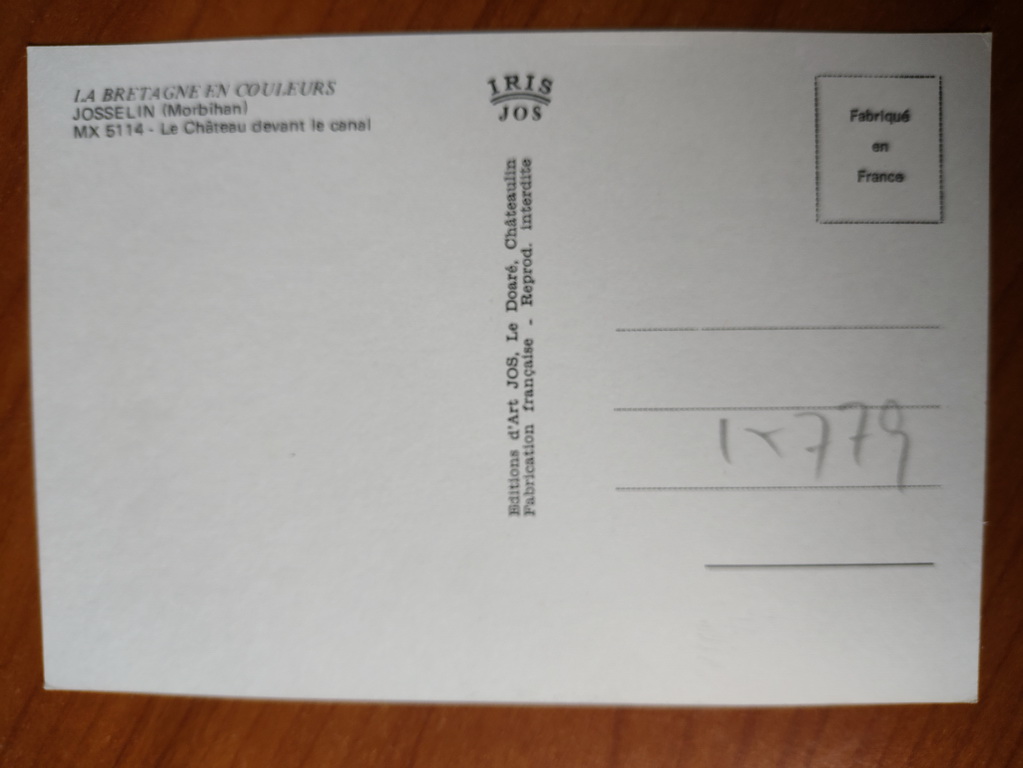 LA BRETAGNE EN COULEURS
JOSSELIN (Morbihan)
MX 5114 - Le Château devant le canal
IRIS
JOS
Editions d'Art JOS, Le Doaré, Châteaulin
Fabrication française - Reprod. interdite
Fabriqué
en
France